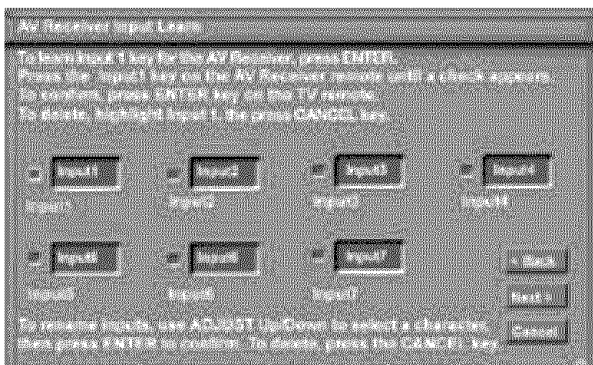 AV Receiver Input Learn
To learn Input 1 key for the AV Receiver, press ENTER.
Press the 'Input1' key on the AV Receiver remote until a check appears.
To confirm, press ENTER key on the TV remote.
To delete, highlight Input 1, the press CANCEL key.
Input1 Input2 Input3 Input4
Input1 Input2 Input3 Input4
Input5 Input6 Input7
Input5 Input6 Input7
< Back
Next >
Cancel
To rename inputs, use ADJUST Up/Down to select a character,
then press ENTER to confirm. To delete, press the CANCEL key.